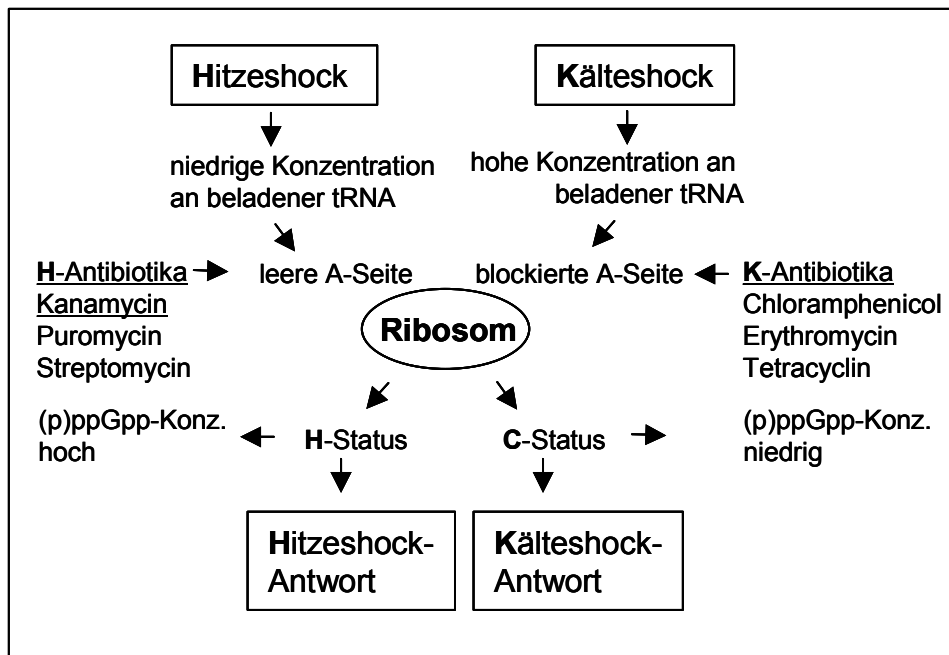 Hitzeshock
Kälteshock
niedrige Konzentration
an beladener tRNA
hohe Konzentration an
beladener tRNA
H-Antibiotika
Kanamycin
Puromycin
Streptomycin
leere A-Seite
blockierte A-Seite
K-Antibiotika
Chloramphenicol
Erythromycin
Tetracyclin
Ribosom
(p)ppGpp-Konz.
hoch
H-Status
C-Status
(p)ppGpp-Konz.
niedrig
Hitzeshock-
Antwort
Kälteshock-
Antwort